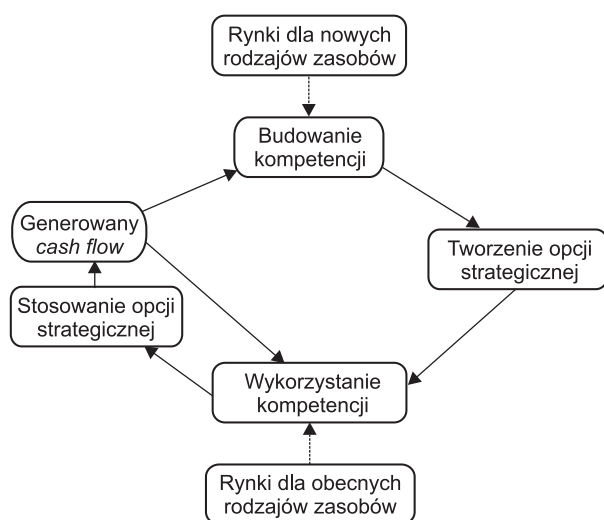 Rynki dla nowych
rodzajów zasobów
Budowanie
kompetencji
Generowany
cash flow
Tworzenie opcji
strategicznej
Stosowanie opcji
strategicznej
Wykorzystanie
kompetencji
Rynki dla obecnych
rodzajów zasobów